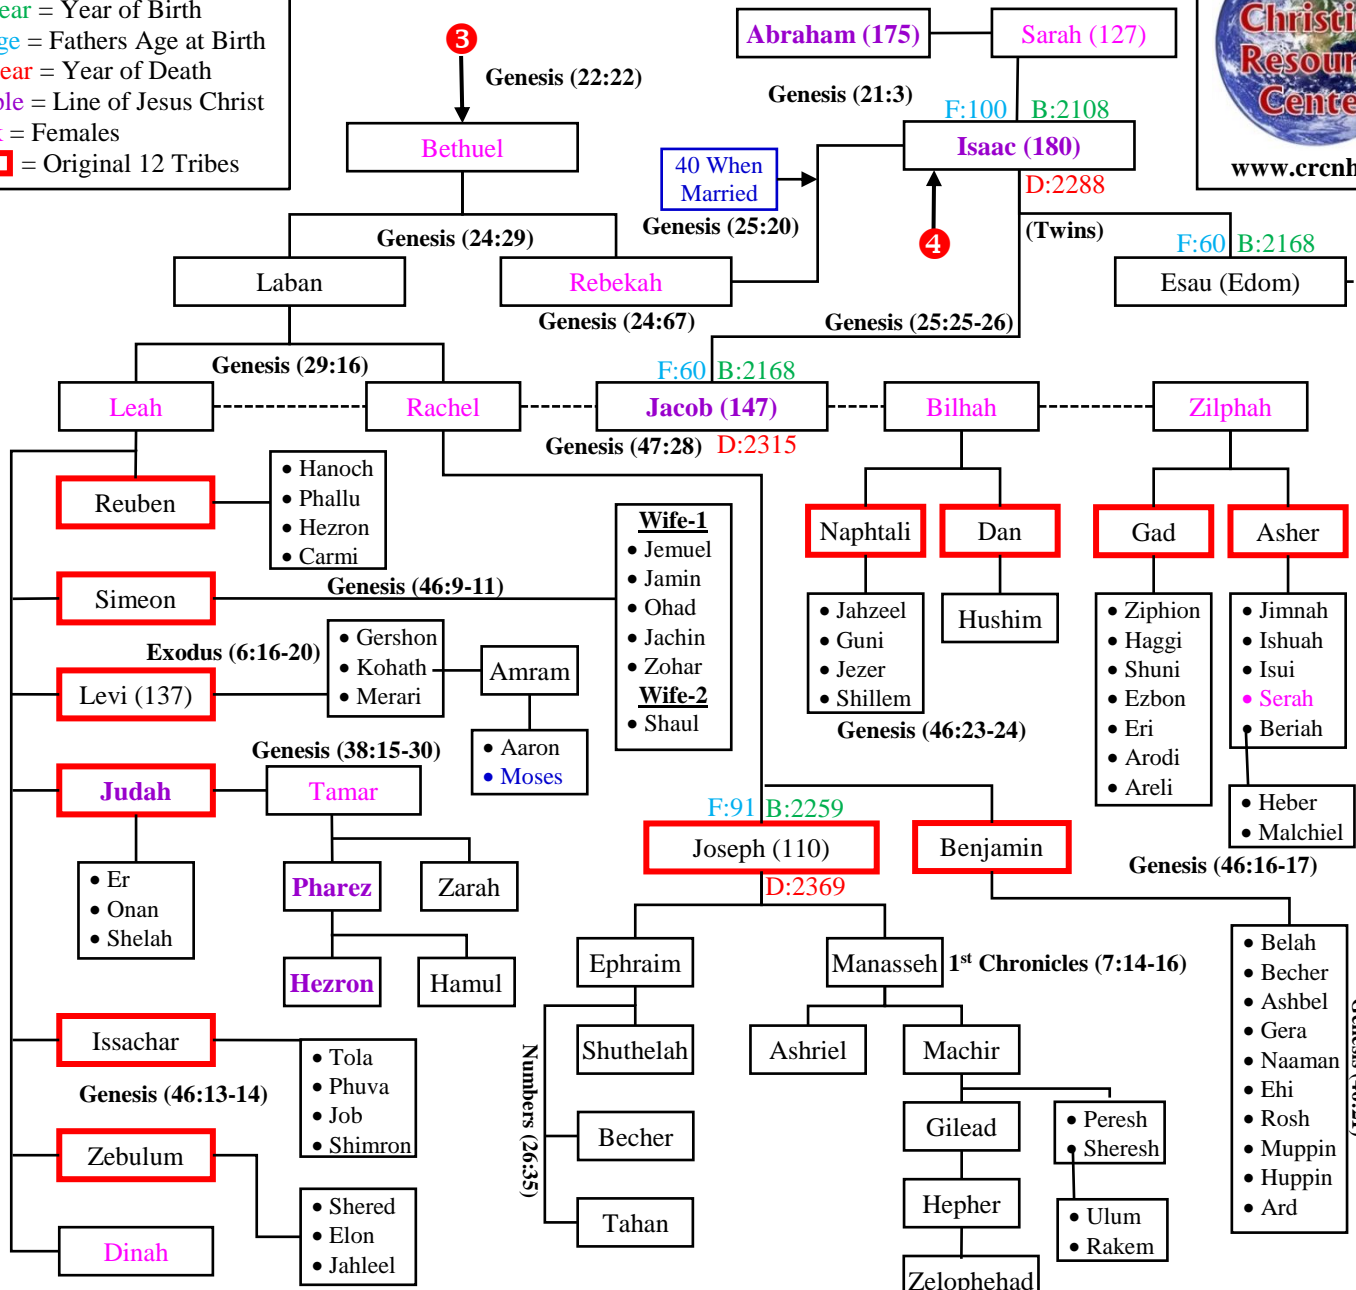 = Year of Birth
= Fathers Age at Birth
= Year of Death
= Line of Jesus Christ
= Females
= Original 12 Tribes
❸
Genesis (22:22)
Abraham (175)
Sarah (127)
Genesis (21:3)
F:100 B:2108
Bethuel
40 When
Married
Isaac (180)
D:2288
Genesis (25:20)
❹
(Twins)
Genesis (24:29)
F:60 B:2168
Laban
Rebekah
Esau (Edom)
Genesis (24:67)
Genesis (25:25-26)
Genesis (29:16)
F:60 B:2168
Leah
Rachel
Jacob (147)
Bilhah
Zilphah
Genesis (47:28) D:2315
Reuben
• Hanoch
• Phallu
• Hezron
• Carmi
Simeon
Genesis (46:9-11)
Wife-1
• Jemuel
• Jamin
• Ohad
• Jachin
• Zohar
Wife-2
• Shaul
Naphtali
Dan
Gad
Asher
• Jahzeel
• Guni
• Jezer
• Shillem
Hushim
• Ziphion
• Haggi
• Shuni
• Ezbon
• Eri
• Arodi
• Areli
• Jimnah
• Ishuah
• Isui
• Serah
• Beriah
Genesis (46:23-24)
• Heber
• Malchiel
Genesis (46:16-17)
Exodus (6:16-20)
Levi (137)
• Gershon
• Kohath
• Merari
Amram
• Aaron
• Moses
Genesis (38:15-30)
Judah
Tamar
• Er
• Onan
• Shelah
Pharez
Zarah
Hezron
Hamul
F:91 B:2259
Joseph (110)
D:2369
Benjamin
Ephraim
Manasseh
1st Chronicles (7:14-16)
Numbers (26:35)
Shuthelah
Becher
Tahan
Ashriel
Machir
Gilead
• Peresh
• Sheresh
Hepher
• Ulum
• Rakem
Zelophehad
• Belah
• Becher
• Ashbel
• Gera
• Naaman
• Ehi
• Rosh
• Muppin
• Huppin
• Ard
Issachar
Genesis (46:13-14)
• Tola
• Phuva
• Job
• Shimron
Zebulum
• Shered
• Elon
• Jahleel
Dinah